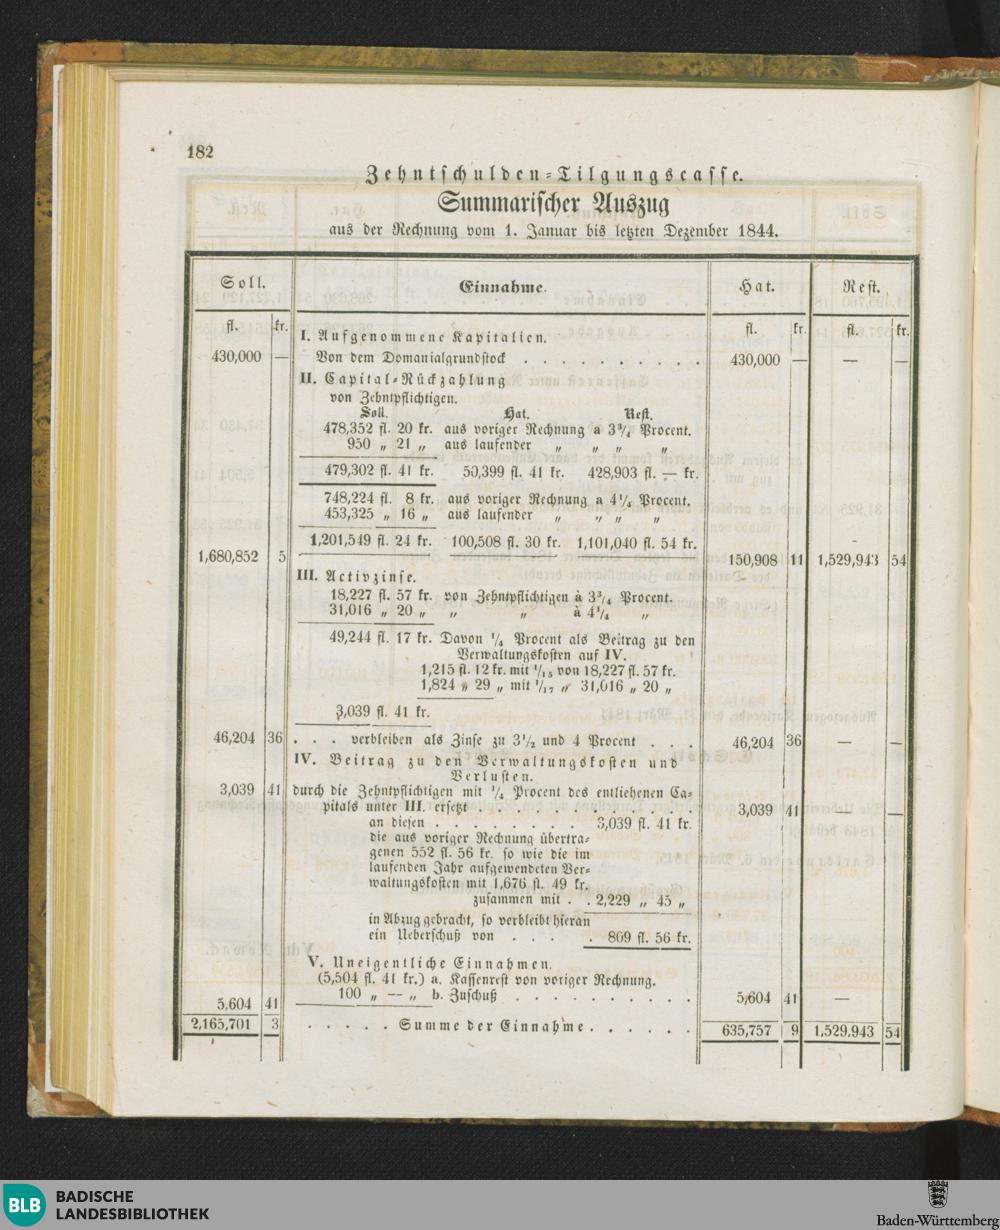 182
Zehntschulden-Tilgungscasse.
Summarischer Auszug
aus der Rechnung vom 1. Januar bis letzten Dezember 1844.
Soll. Einnahme. Hat. Rest.
fl. kr. fl. kr. fl. kr.
I. Aufgenommene Kapitalien.
430,000 — Von dem Domanialgrundstock . . . . . . . . . . 430,000 — — —
II. Capital-Rückzahlung
von Zehntpflichtigen.
Soll. Hat. Rest.
478,352 fl. 20 kr. aus voriger Rechnung a 3¾ Procent.
950 „ 21 „ aus laufender „ „ „ „
479,302 fl. 41 kr. 50,399 fl. 41 kr. 428,903 fl. — kr.
748,224 fl. 8 kr. aus voriger Rechnung a 4¼ Procent.
453,325 „ 16 „ aus laufender „ „ „ „
1,201,549 fl. 24 kr. 100,508 fl. 30 kr. 1,101,040 fl. 54 kr.
1,680,852 5 150,908 11 1,529,943 54
III. Activzinse.
18,227 fl. 57 kr. von Zehntpflichtigen à 3¾ Procent.
31,016 „ 20 „ „ „ à 4¼ „
49,244 fl. 17 kr. Davon ¼ Procent als Beitrag zu den
Verwaltungskosten auf IV.
1,215 fl. 12 kr. mit 1/15 von 18,227 fl. 57 kr.
1,824 „ 29 „ mit 1/17 „ 31,016 „ 20 „
3,039 fl. 41 kr.
46,204 36 . . . verbleiben als Zinse zu 3½ und 4 Procent . . . 46,204 36 — —
IV. Beitrag zu den Verwaltungskosten und
Verlusten.
3,039 41 durch die Zehntpflichtigen mit ¼ Procent des entliehenen Ca-
pitals unter III. ersetzt . . . . . . . . . . 3,039 41 — —
an diesen . . . . . . . . 3,039 fl. 41 kr.
die aus voriger Rechnung übertra-
genen 552 fl. 56 kr. so wie die im
laufenden Jahr aufgewendeten Ver-
waltungskosten mit 1,676 fl. 49 kr.
zusammen mit . . 2,229 „ 45 „
in Abzug gebracht, so verbleibt hieran
ein Ueberschuß von . . . . . 809 fl. 56 kr.
V. Uneigentliche Einnahmen.
(5,504 fl. 41 kr.) a. Kassenrest von voriger Rechnung.
100 „ — „ b. Zuschuß . . . . . . . . . .
5,604 41 5,604 41 —
2,165,701 3 . . . . . Summe der Einnahme . . . . . . 635,757 9 1,529.943 54
BLB BADISCHE
LANDESBIBLIOTHEK
Baden-Württemberg